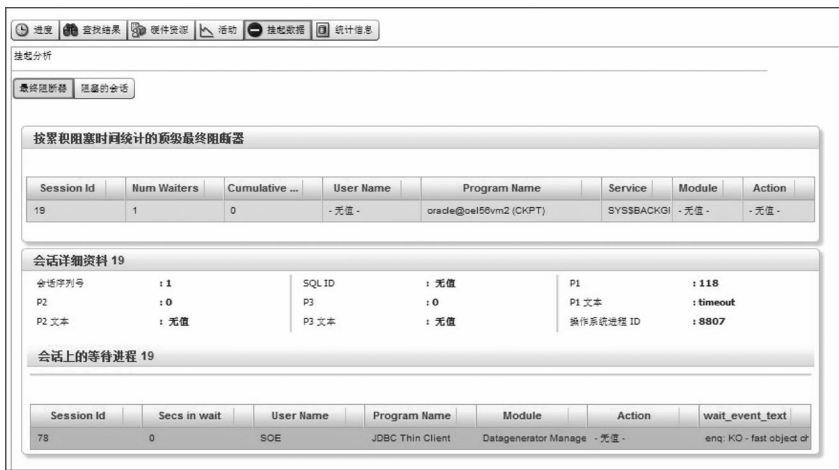 进度 查找结果 硬件资源 活动 挂起数据 统计信息
挂起分析
最终阻断器 阻塞的会话
按累积阻塞时间统计的顶级最终阻断器
Session Id Num Waiters Cumulative ... User Name Program Name Service Module Action
19 1 0 - 无值 - oracle@oel56vm2 (CKPT) SYS$BACKGI - 无值 - - 无值 -
会话详细资料 19
会话序列号 : 1 SQL ID : 无值 P1 : 118
P2 : 0 P3 : 0 P1 文本 : timeout
P2 文本 : 无值 P3 文本 : 无值 操作系统进程 ID : 8807
会话上的等待进程 19
Session Id Secs in wait User Name Program Name Module Action wait_event_text
78 0 SOE JDBC Thin Client Datagenerator Manage - 无值 - enq: KO - fast object ch